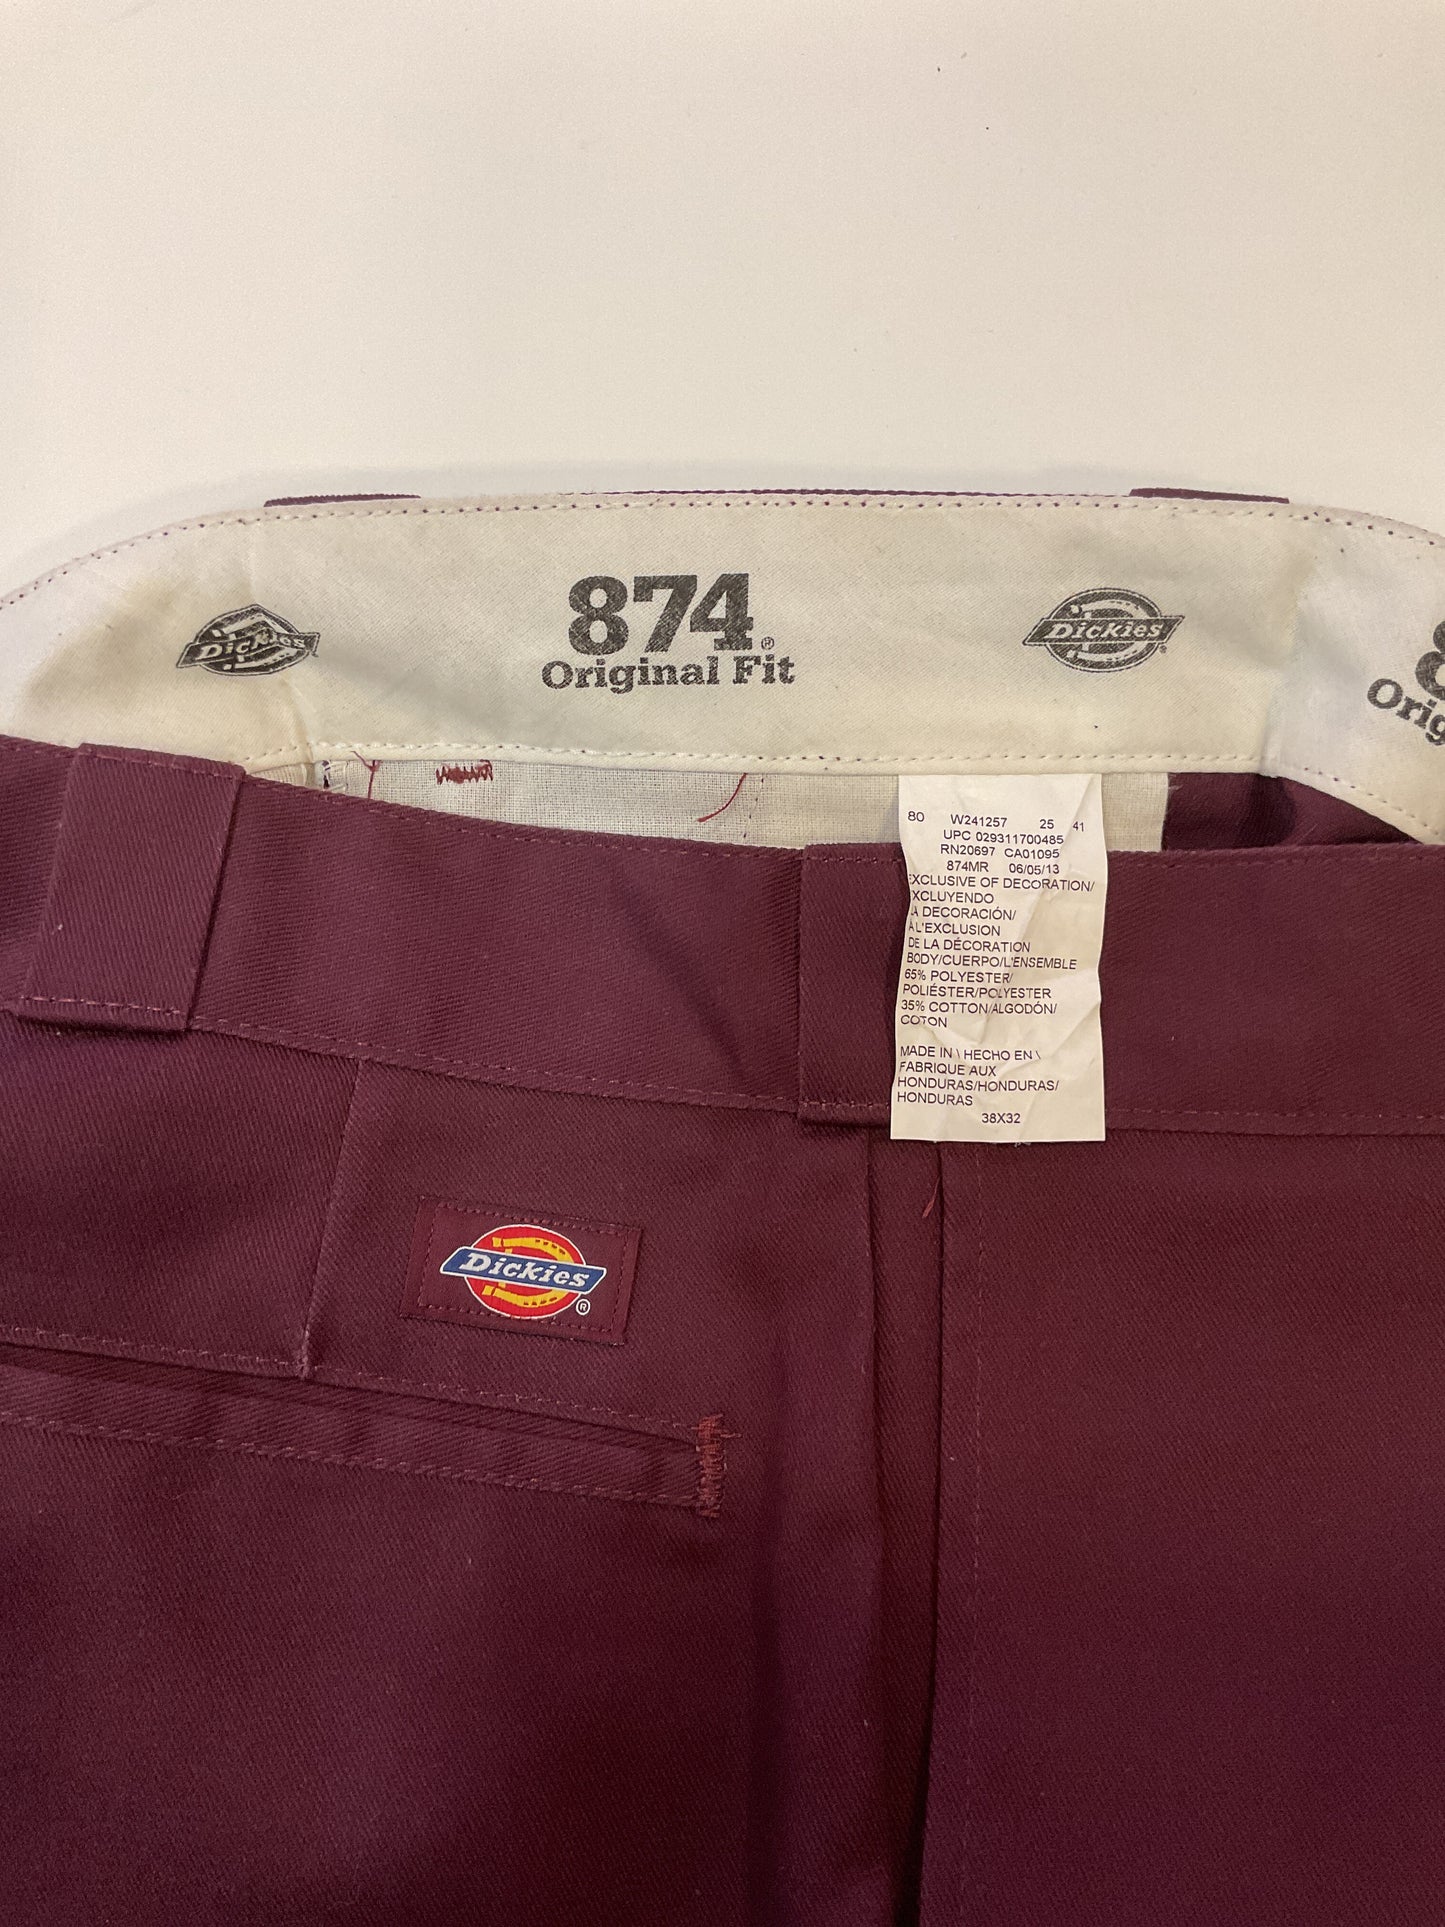 Dickies
874®
Original Fit
Dickies®
8
Orig
80 W241257 25 41
UPC 029311700485
RN20697 CA01095
874MR 06/05/13
EXCLUSIVE OF DECORATION/
EXCLUYENDO
LA DECORACIÓN/
À L'EXCLUSION
DE LA DÉCORATION
BODY/CUERPO/L'ENSEMBLE
65% POLYESTER/
POLIÉSTER/POLYESTER
35% COTTON/ALGODÓN/
COTON
MADE IN \ HECHO EN \
FABRIQUE AUX
HONDURAS/HONDURAS/
HONDURAS
38X32
Dickies®